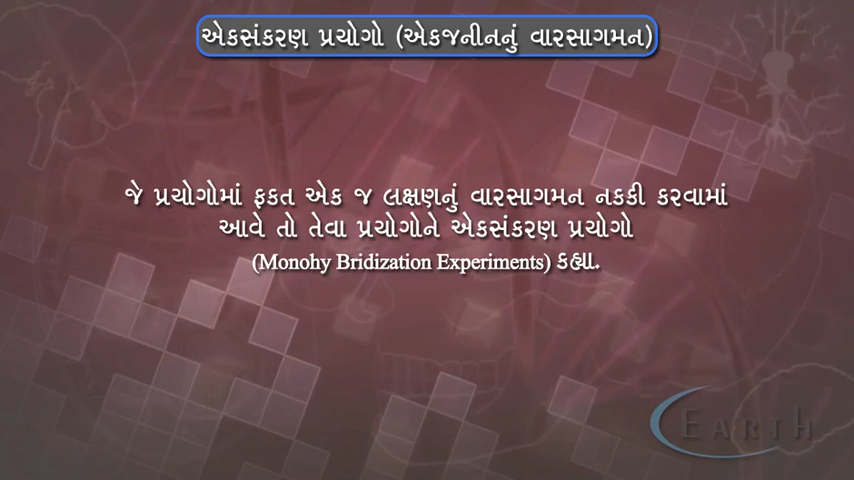 એકસંકરણ પ્રયોગો (એકજનીનનું વારસાગમન)
જે પ્રયોગોમાં ફકત એક જ લક્ષણનું વારસાગમન નકકી કરવામાં
આવે તો તેવા પ્રયોગોને એકસંકરણ પ્રયોગો
(Monohy Bridization Experiments) કહ્યા.
EARTH